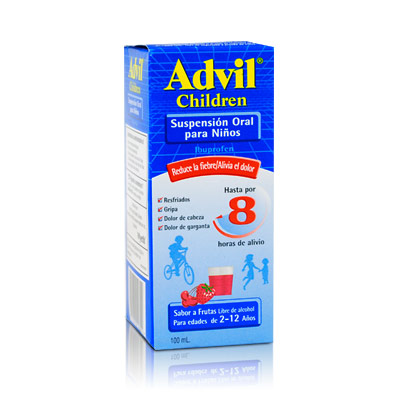 Advil®
Children
Suspensión Oral
para Niños
Ibuprofen
Reduce la fiebre/Alivia el dolor
Hasta por
8
horas de alivio
Resfriados
Gripa
Dolor de cabeza
Dolor de garganta
Sabor a Frutas Libre de alcohol
Para edades de 2-12 Años
100 mL.